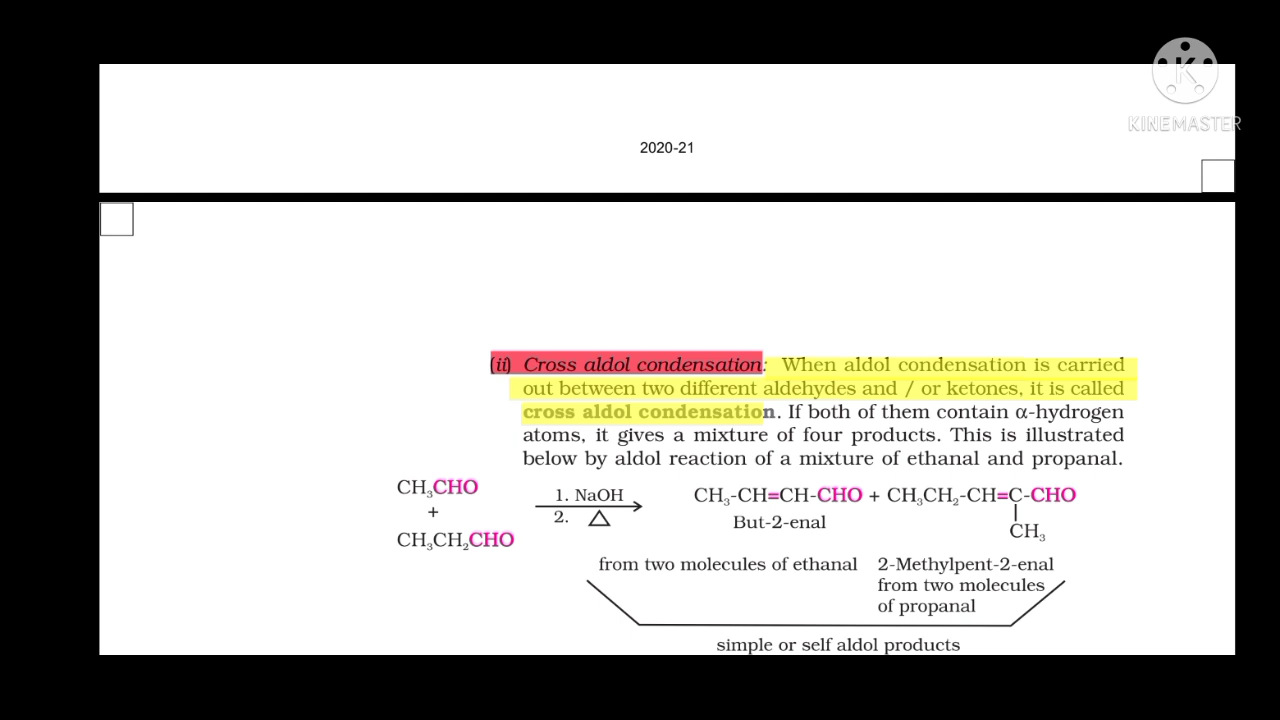 KINEMASTER
2020-21
(ii) Cross aldol condensation: When aldol condensation is carried
out between two different aldehydes and / or ketones, it is called
cross aldol condensation. If both of them contain α-hydrogen
atoms, it gives a mixture of four products. This is illustrated
below by aldol reaction of a mixture of ethanal and propanal.
CH₃CHO
+
CH₃CH₂CHO
1. NaOH
2. △
CH₃-CH=CH-CHO + CH₃CH₂-CH=C-CHO
But-2-enal
CH₃
from two molecules of ethanal
2-Methylpent-2-enal
from two molecules
of propanal
simple or self aldol products